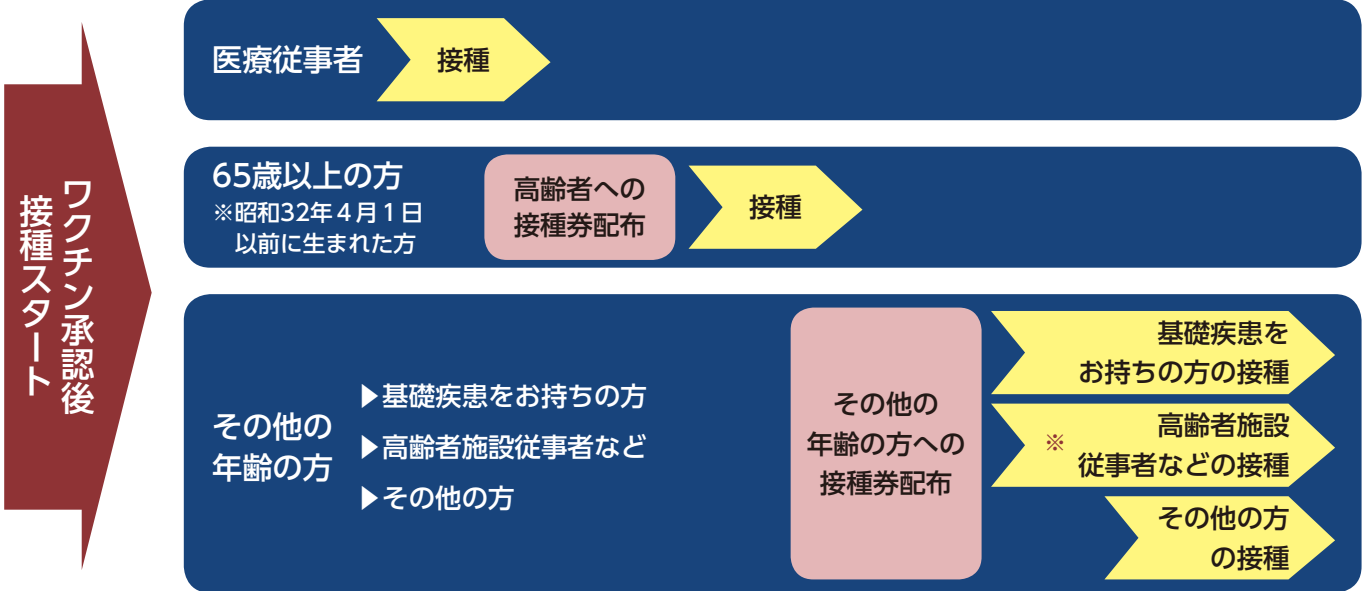 ワクチン承認後
接種スタート
医療従事者
接種
65歳以上の方
※昭和32年4月1日
以前に生まれた方
高齢者への
接種券配布
接種
その他の
年齢の方
▶基礎疾患をお持ちの方
▶高齢者施設従事者など
▶その他の方
その他の
年齢の方への
接種券配布
基礎疾患を
お持ちの方の接種
※
高齢者施設
従事者などの接種
その他の方
の接種